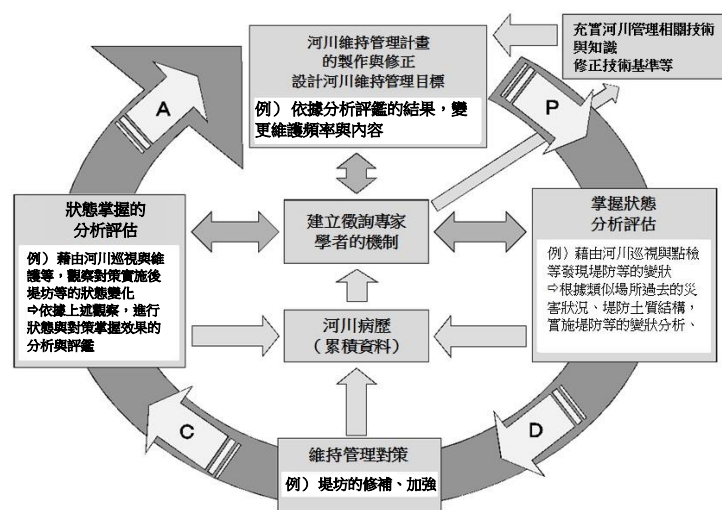 河川維持管理計畫
的製作與修正
設計河川維持管理目標
例） 依據分析評鑑的結果，變
更維護頻率與內容
充實河川管理相關技術
與知識
修正技術基準等
A
P
狀態掌握的
分析評估
例）藉由河川巡視與維
護等，觀察對策實施後
堤坊等的狀態變化
⇨依據上述觀察，進行
狀態與對策掌握效果的
分析與評鑑
建立徵詢專家
學者的機制
掌握狀態
分析評估
例）藉由河川巡視與點檢
等發現堤防等的變狀
⇨根據類似場所過去的災
害狀況、堤防土質結構，
實施堤防等的變狀分析、
河川病歷
（累積資料）
C
D
維持管理對策
例） 堤坊的修補、加強